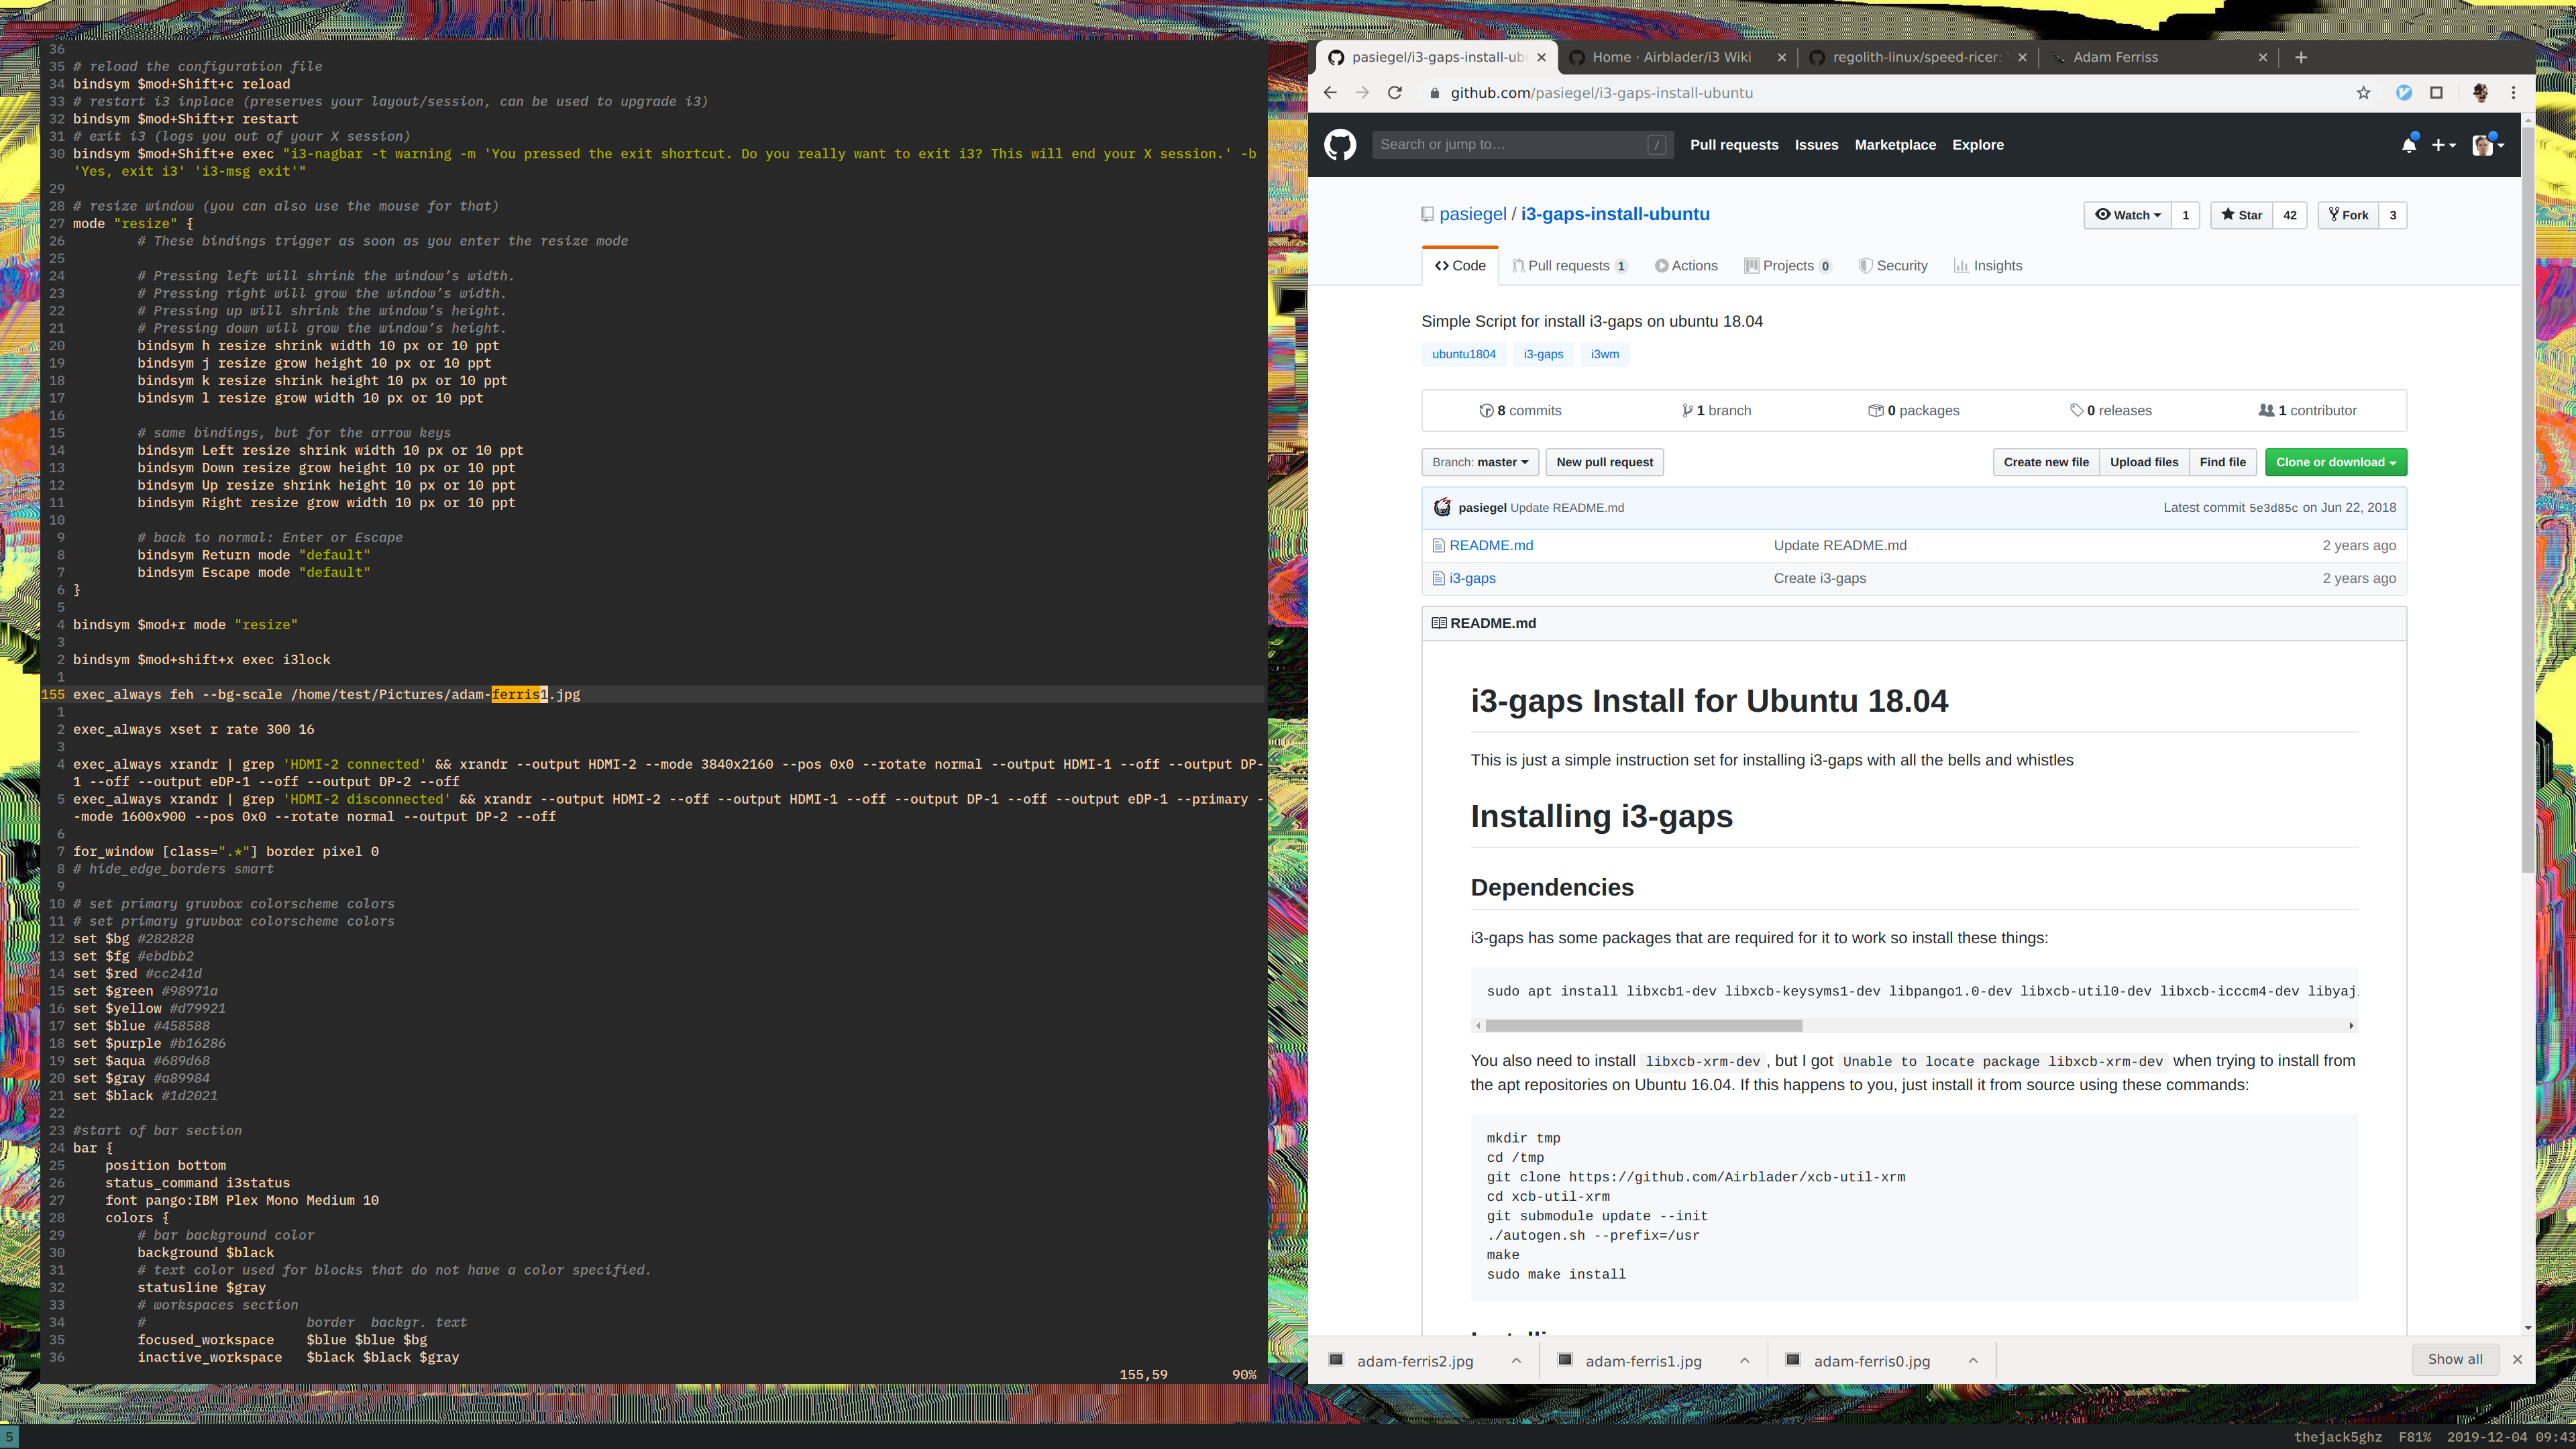 36
35 # reload the configuration file
34 bindsym $mod+Shift+c reload
33 # restart i3 inplace (preserves your layout/session, can be used to upgrade i3)
32 bindsym $mod+Shift+r restart
31 # exit i3 (logs you out of your X session)
30 bindsym $mod+Shift+e exec "i3-nagbar -t warning -m 'You pressed the exit shortcut. Do you really want to exit i3? This will end your X session.' -b
'Yes, exit i3' 'i3-msg exit'"
29
28 # resize window (you can also use the mouse for that)
27 mode "resize" {
26 # These bindings trigger as soon as you enter the resize mode
25
24 # Pressing left will shrink the window’s width.
23 # Pressing right will grow the window’s width.
22 # Pressing up will shrink the window’s height.
21 # Pressing down will grow the window’s height.
20 bindsym h resize shrink width 10 px or 10 ppt
19 bindsym j resize grow height 10 px or 10 ppt
18 bindsym k resize shrink height 10 px or 10 ppt
17 bindsym l resize grow width 10 px or 10 ppt
16
15 # same bindings, but for the arrow keys
14 bindsym Left resize shrink width 10 px or 10 ppt
13 bindsym Down resize grow height 10 px or 10 ppt
12 bindsym Up resize shrink height 10 px or 10 ppt
11 bindsym Right resize grow width 10 px or 10 ppt
10
9 # back to normal: Enter or Escape
8 bindsym Return mode "default"
7 bindsym Escape mode "default"
6 }
5
4 bindsym $mod+r mode "resize"
3
2 bindsym $mod+shift+x exec i3lock
1
155 exec_always feh --bg-scale /home/test/Pictures/adam-ferris1.jpg
1
2 exec_always xset r rate 300 16
3
4 exec_always xrandr | grep 'HDMI-2 connected' && xrandr --output HDMI-2 --mode 3840x2160 --pos 0x0 --rotate normal --output HDMI-1 --off --output DP-
1 --off --output eDP-1 --off --output DP-2 --off
5 exec_always xrandr | grep 'HDMI-2 disconnected' && xrandr --output HDMI-2 --off --output HDMI-1 --off --output DP-1 --off --output eDP-1 --primary -
-mode 1600x900 --pos 0x0 --rotate normal --output DP-2 --off
6
7 for_window [class=".*"] border pixel 0
8 # hide_edge_borders smart
9
10 # set primary gruvbox colorscheme colors
11 # set primary gruvbox colorscheme colors
12 set $bg #282828
13 set $fg #ebdbb2
14 set $red #cc241d
15 set $green #98971a
16 set $yellow #d79921
17 set $blue #458588
18 set $purple #b16286
19 set $aqua #689d68
20 set $gray #a89984
21 set $black #1d2021
22
23 #start of bar section
24 bar {
25 position bottom
26 status_command i3status
27 font pango:IBM Plex Mono Medium 10
28 colors {
29 # bar background color
30 background $black
31 # text color used for blocks that do not have a color specified.
32 statusline $gray
33 # workspaces section
34 # border backgr. text
35 focused_workspace $blue $blue $bg
36 inactive_workspace $black $black $gray
155,59 90%
pasiegel/i3-gaps-install-ub
Home · Airblader/i3 Wiki
regolith-linux/speed-ricer:
Adam Ferriss
github.com/pasiegel/i3-gaps-install-ubuntu
Search or jump to… /
Pull requests Issues Marketplace Explore
pasiegel / i3-gaps-install-ubuntu
Watch 1 Star 42 Fork 3
Code Pull requests 1 Actions Projects 0 Security Insights
Simple Script for install i3-gaps on ubuntu 18.04
ubuntu1804 i3-gaps i3wm
8 commits 1 branch 0 packages 0 releases 1 contributor
Branch: master New pull request Create new file Upload files Find file Clone or download
pasiegel Update README.md Latest commit 5e3d85c on Jun 22, 2018
README.md Update README.md 2 years ago
i3-gaps Create i3-gaps 2 years ago
README.md
i3-gaps Install for Ubuntu 18.04
This is just a simple instruction set for installing i3-gaps with all the bells and whistles
Installing i3-gaps
Dependencies
i3-gaps has some packages that are required for it to work so install these things:
sudo apt install libxcb1-dev libxcb-keysyms1-dev libpango1.0-dev libxcb-util0-dev libxcb-icccm4-dev libyaj
You also need to install libxcb-xrm-dev, but I got Unable to locate package libxcb-xrm-dev when trying to install from
the apt repositories on Ubuntu 16.04. If this happens to you, just install it from source using these commands:
mkdir tmp
cd /tmp
git clone https://github.com/Airblader/xcb-util-xrm
cd xcb-util-xrm
git submodule update --init
./autogen.sh --prefix=/usr
make
sudo make install
adam-ferris2.jpg adam-ferris1.jpg adam-ferris0.jpg Show all
5 thejack5ghz F81% 2019-12-04 09:43